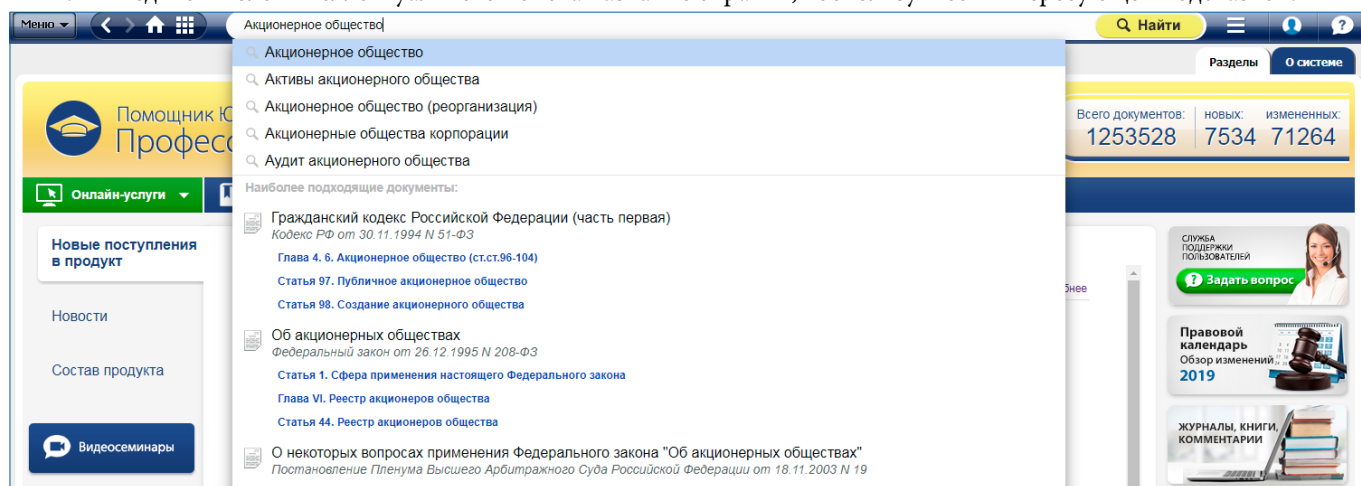 Меню
Акционерное общество
Найти
Разделы
О системе
Акционерное общество
Активы акционерного общества
Акционерное общество (реорганизация)
Акционерные общества корпорации
Аудит акционерного общества
Помощник
Всего документов: новых: измененных:
1253528 7534 71264
Онлайн-услуги
Наиболее подходящие документы:
Гражданский кодекс Российской Федерации (часть первая)
Кодекс РФ от 30.11.1994 N 51-ФЗ
Глава 4. 6. Акционерное общество (ст.ст.96-104)
Статья 97. Публичное акционерное общество
Статья 98. Создание акционерного общества
Об акционерных обществах
Федеральный закон от 26.12.1995 N 208-ФЗ
Статья 1. Сфера применения настоящего Федерального закона
Глава VI. Реестр акционеров общества
Статья 44. Реестр акционеров общества
О некоторых вопросах применения Федерального закона "Об акционерных обществах"
Постановление Пленума Высшего Арбитражного Суда Российской Федерации от 18.11.2003 N 19
Новые поступления
в продукт
Новости
Состав продукта
Видеосеминары
СЛУЖБА
ПОДДЕРЖКИ
ПОЛЬЗОВАТЕЛЕЙ
Задать вопрос
Правовой
календарь
Обзор изменений
2019
ЖУРНАЛЫ, КНИГИ,
КОММЕНТАРИИ